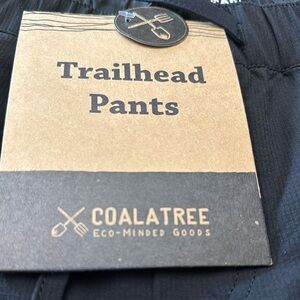 Trailhead
Pants
COALATREE
ECO-MINDED GOODS